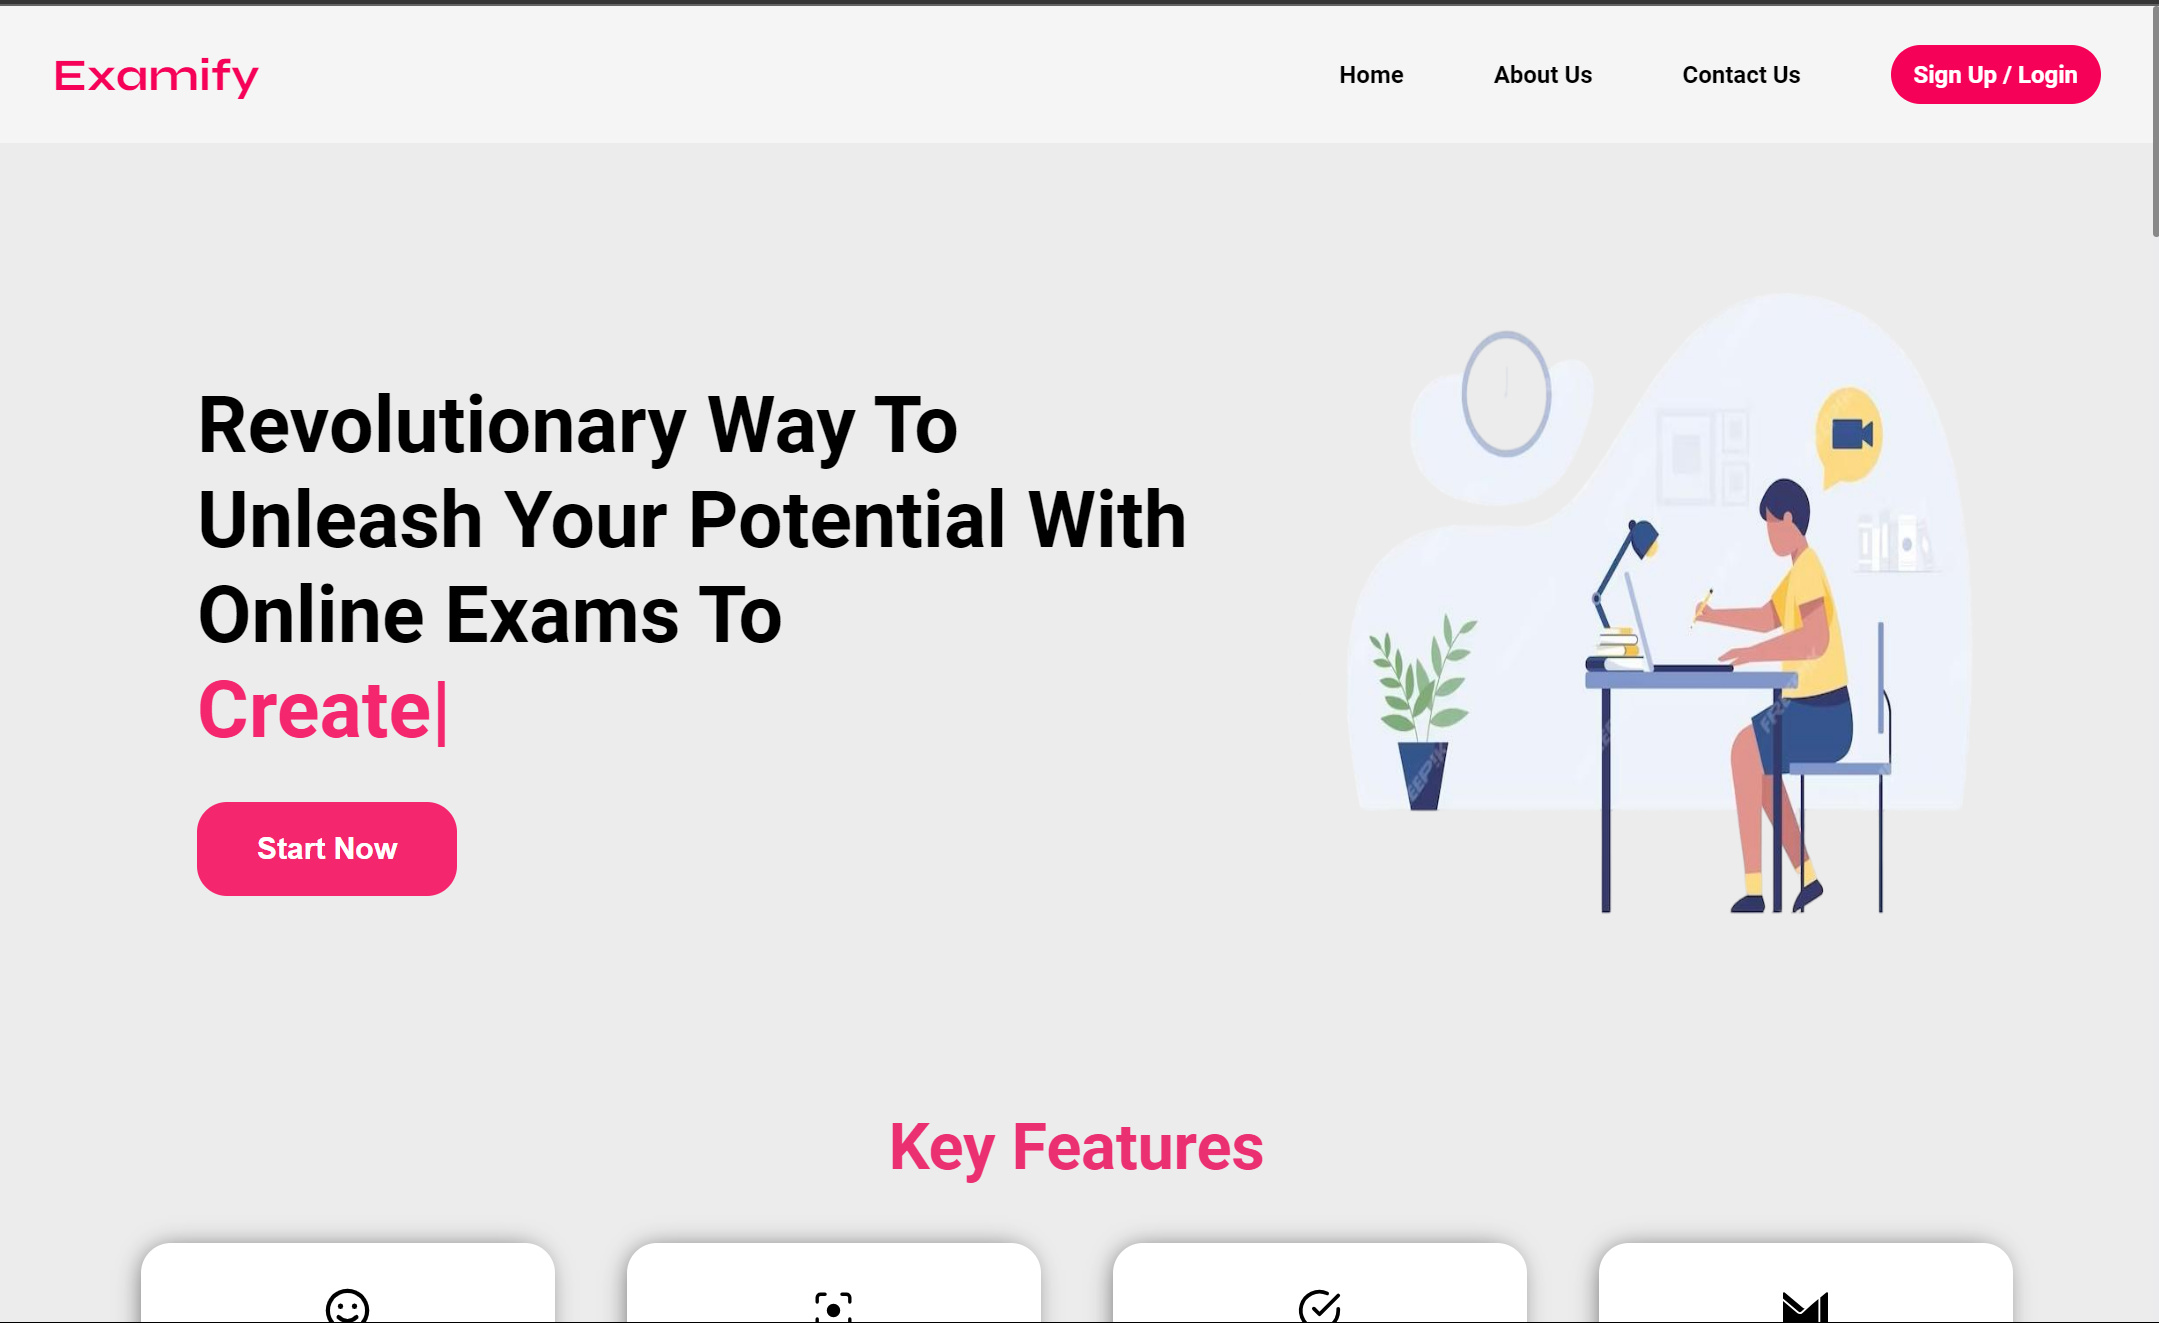 Examify
Home
About Us
Contact Us
Sign Up / Login
Revolutionary Way To
Unleash Your Potential With
Online Exams To
Create|
Start Now
Key Features